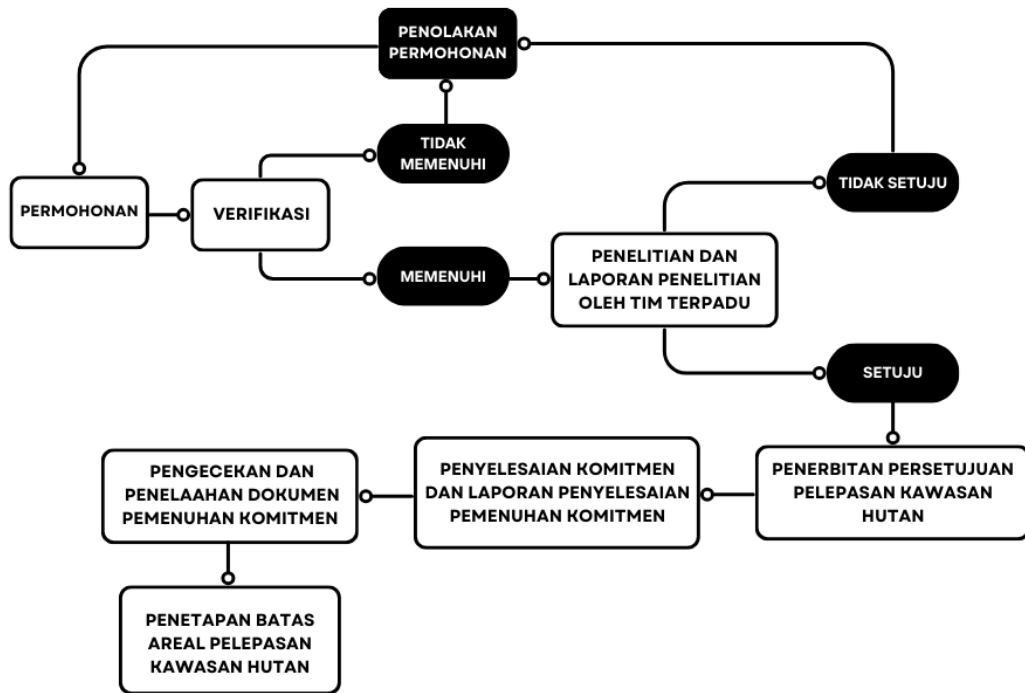 PENOLAKAN
PERMOHONAN
TIDAK
MEMENUHI
PERMOHONAN
VERIFIKASI
TIDAK SETUJU
MEMENUHI
PENELITIAN DAN
LAPORAN PENELITIAN
OLEH TIM TERPADU
SETUJU
PENERBITAN PERSETUJUAN
PELEPASAN KAWASAN
HUTAN
PENYELESAIAN KOMITMEN
DAN LAPORAN PENYELESAIAN
PEMENUHAN KOMITMEN
PENGECEKAN DAN
PENELAAHAN DOKUMEN
PEMENUHAN KOMITMEN
PENETAPAN BATAS
AREAL PELEPASAN
KAWASAN HUTAN